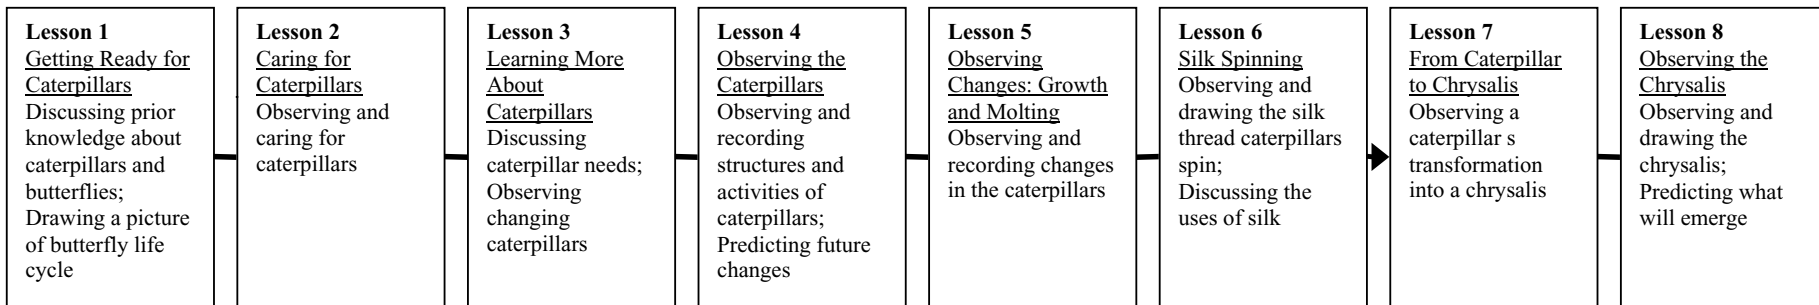 Lesson 1
Getting Ready for
Caterpillars
Discussing prior
knowledge about
caterpillars and
butterflies;
Drawing a picture
of butterfly life
cycle
Lesson 2
Caring for
Caterpillars
Observing and
caring for
caterpillars
Lesson 3
Learning More
About
Caterpillars
Discussing
caterpillar needs;
Observing
changing
caterpillars
Lesson 4
Observing the
Caterpillars
Observing and
recording
structures and
activities of
caterpillars;
Predicting future
changes
Lesson 5
Observing
Changes: Growth
and Molting
Observing and
recording changes
in the caterpillars
Lesson 6
Silk Spinning
Observing and
drawing the silk
thread caterpillars
spin;
Discussing the
uses of silk
Lesson 7
From Caterpillar
to Chrysalis
Observing a
caterpillar s
transformation
into a chrysalis
Lesson 8
Observing the
Chrysalis
Observing and
drawing the
chrysalis;
Predicting what
will emerge